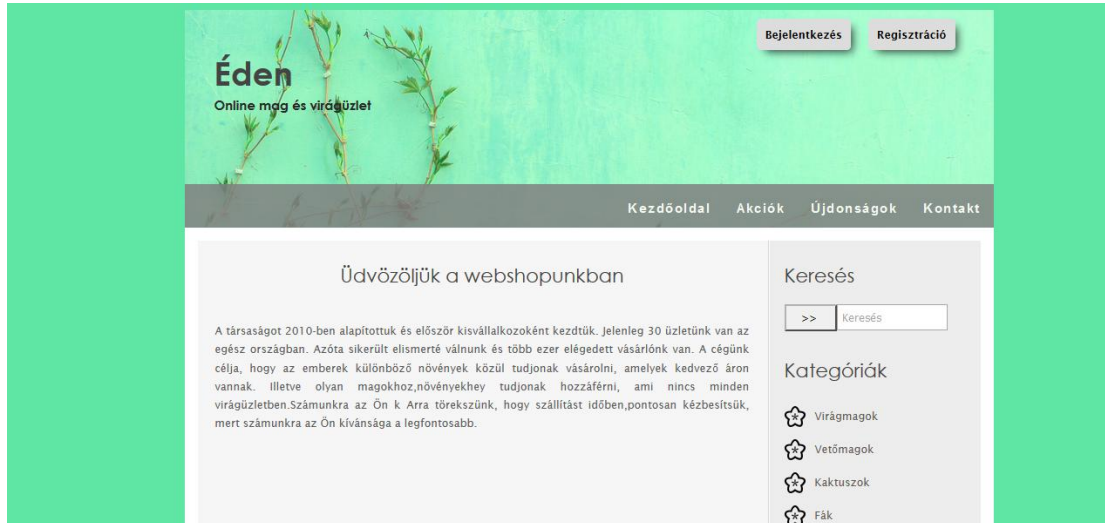 Bejelentkezés Regisztráció
Éden
Online mag és virágüzlet
Kezdőoldal Akciók Újdonságok Kontakt
Üdvözöljük a webshopunkban
A társaságot 2010-ben alapítottuk és először kisvállalkozoként kezdtük. Jelenleg 30 üzletünk van az
egész országban. Azóta sikerült elismerté válnunk és több ezer elégedett vásárlónk van. A cégünk
célja, hogy az emberek különböző növények közül tudjonak vásárolni, amelyek kedvező áron
vannak. Illetve olyan magokhoz,növényekhey tudjonak hozzáférni, ami nincs minden
virágüzletben.Számunkra az Ön k Arra törekszünk, hogy szállítást időben,pontosan kézbesítsük,
mert számunkra az Ön kívánsága a legfontosabb.
Keresés
>> Keresés
Kategóriák
Virágmagok
Vetőmagok
Kaktuszok
Fák